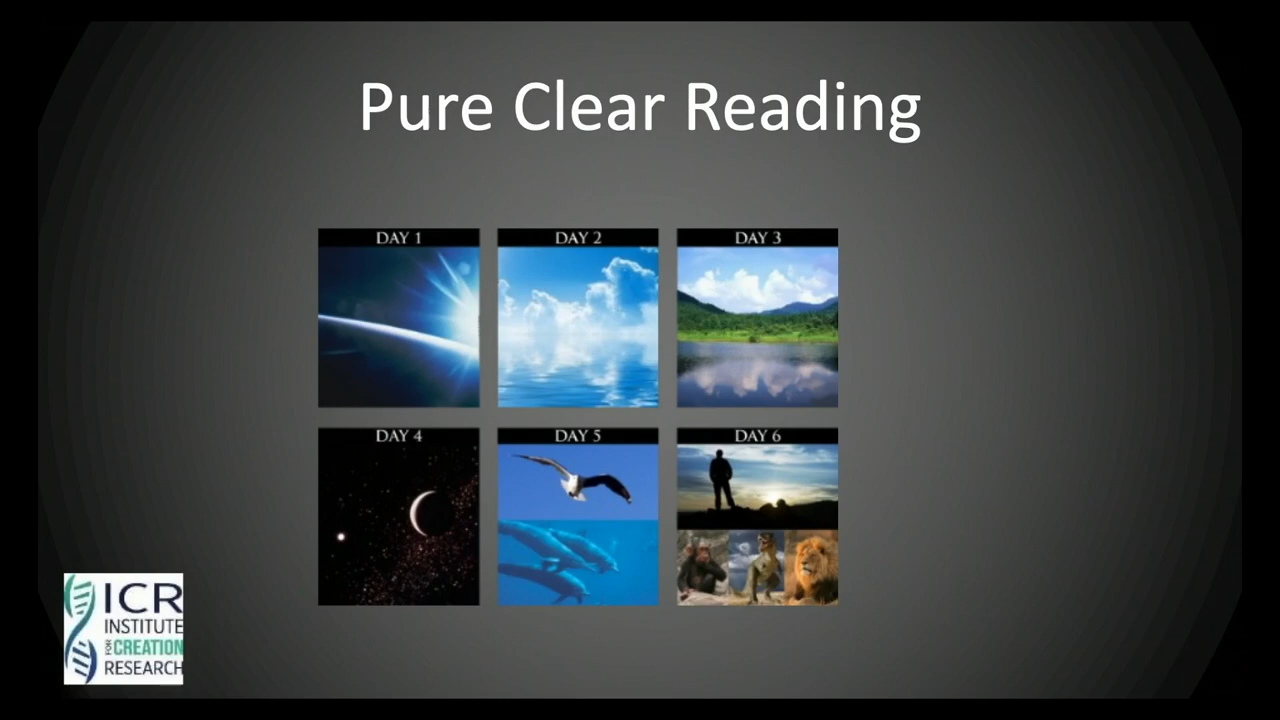 Pure Clear Reading
DAY 1
DAY 2
DAY 3
DAY 4
DAY 5
DAY 6
ICR
INSTITUTE
FOR CREATION
RESEARCH